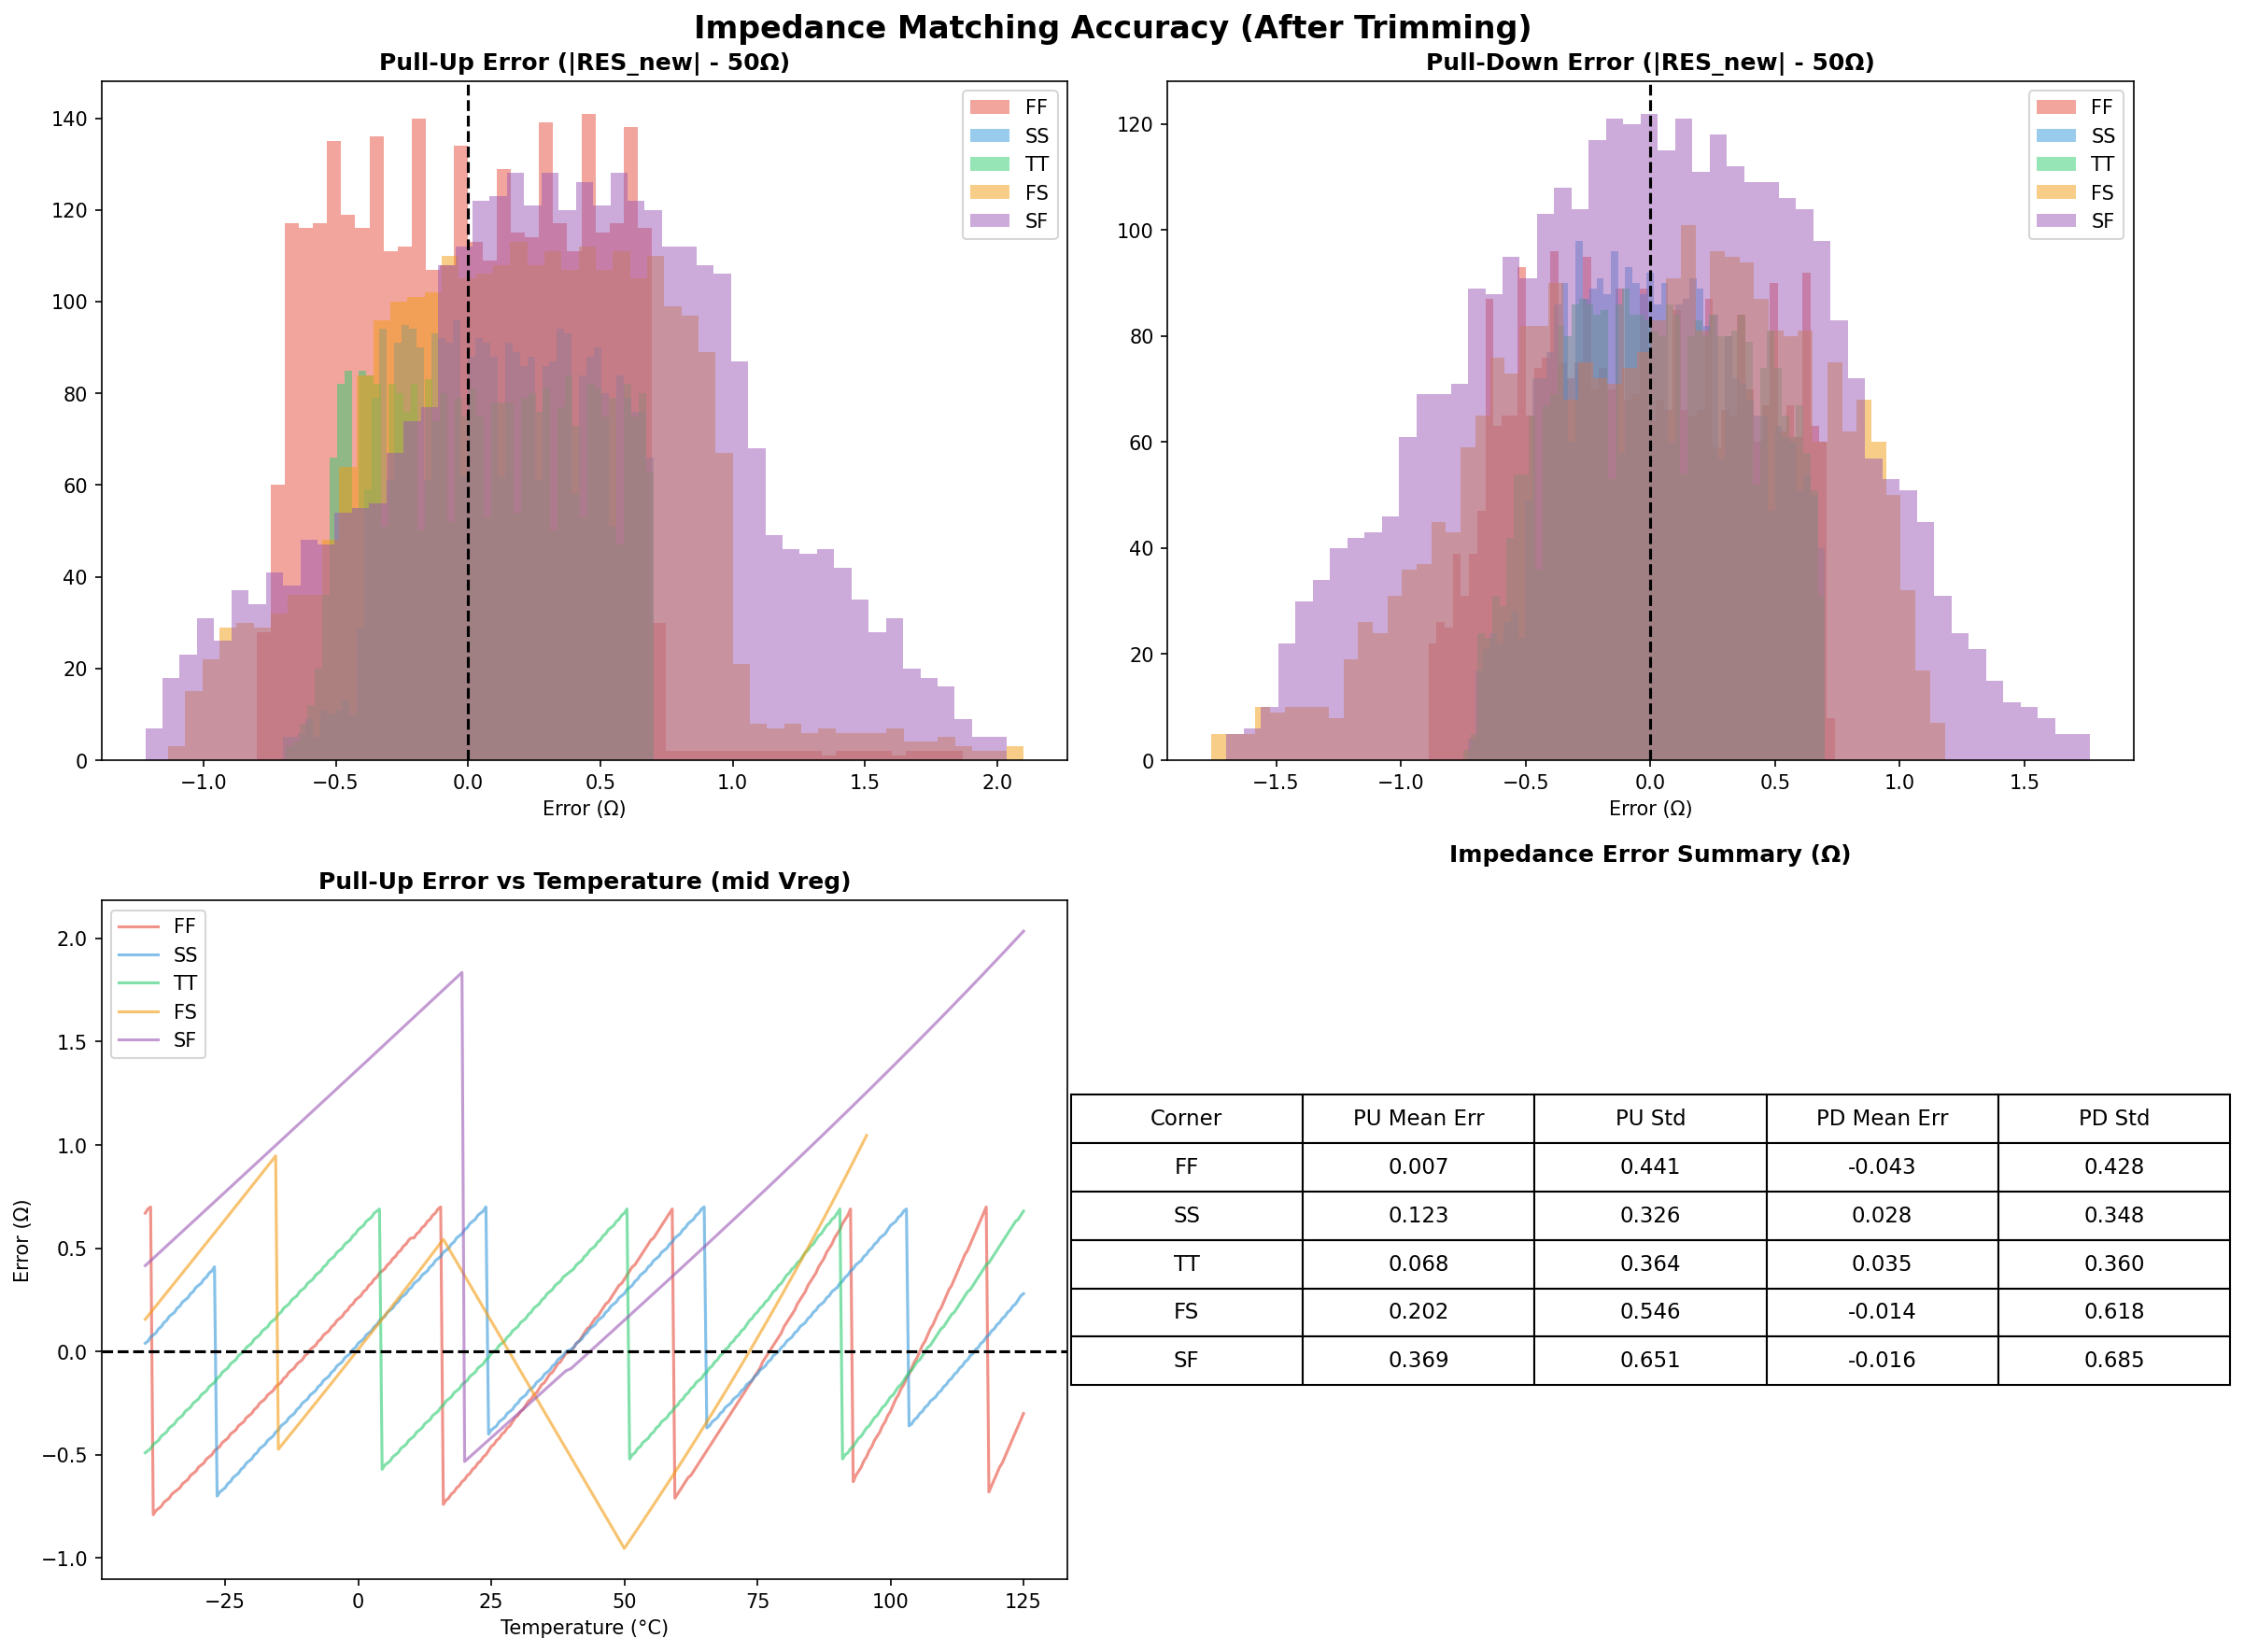 Impedance Matching Accuracy (After Trimming)
Pull-Up Error (|RES_new| - 50Ω)
140
120
100
80
60
40
20
0
−1.0 −0.5 0.0 0.5 1.0 1.5 2.0
Error (Ω)
FF
SS
TT
FS
SF
Pull-Down Error (|RES_new| - 50Ω)
120
100
80
60
40
20
0
−1.5 −1.0 −0.5 0.0 0.5 1.0 1.5
Error (Ω)
FF
SS
TT
FS
SF
Pull-Up Error vs Temperature (mid Vreg)
Error (Ω)
2.0
1.5
1.0
0.5
0.0
−0.5
−1.0
−25 0 25 50 75 100 125
Temperature (°C)
FF
SS
TT
FS
SF
Impedance Error Summary (Ω)
Corner PU Mean Err PU Std PD Mean Err PD Std
FF 0.007 0.441 -0.043 0.428
SS 0.123 0.326 0.028 0.348
TT 0.068 0.364 0.035 0.360
FS 0.202 0.546 -0.014 0.618
SF 0.369 0.651 -0.016 0.685